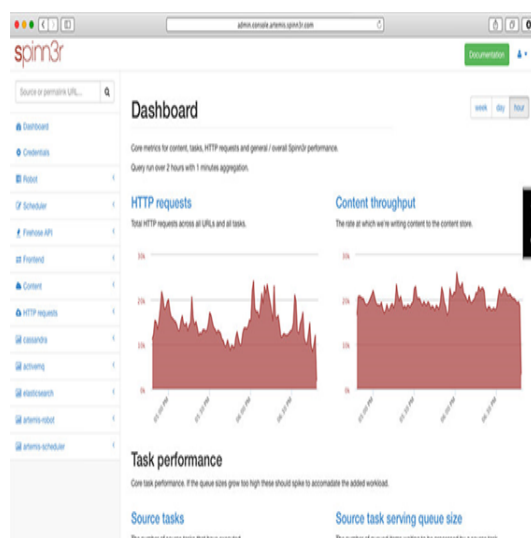 admin.console.artemis.spinn3r.com
spinn3r
Documentation
Source or permalink URL...
Dashboard
week day hour
Dashboard
Credentials
Robot
Scheduler
Firehose API
Frontend
Content
HTTP requests
cassandra
activemq
elasticsearch
artemis-robot
artemis-scheduler
Core metrics for content, tasks, HTTP requests and general / overall Spinn3r performance.
Query run over 2 hours with 1 minutes aggregation.
HTTP requests
Total HTTP requests across all URLs and all tasks.
30k
20k
10k
0k
Content throughput
The rate at which we're writing content to the content store.
30k
20k
10k
0k
Task performance
Core task performance. If the queue sizes grow too high these should spike to accomadate the added workload.
Source tasks
Source task serving queue size